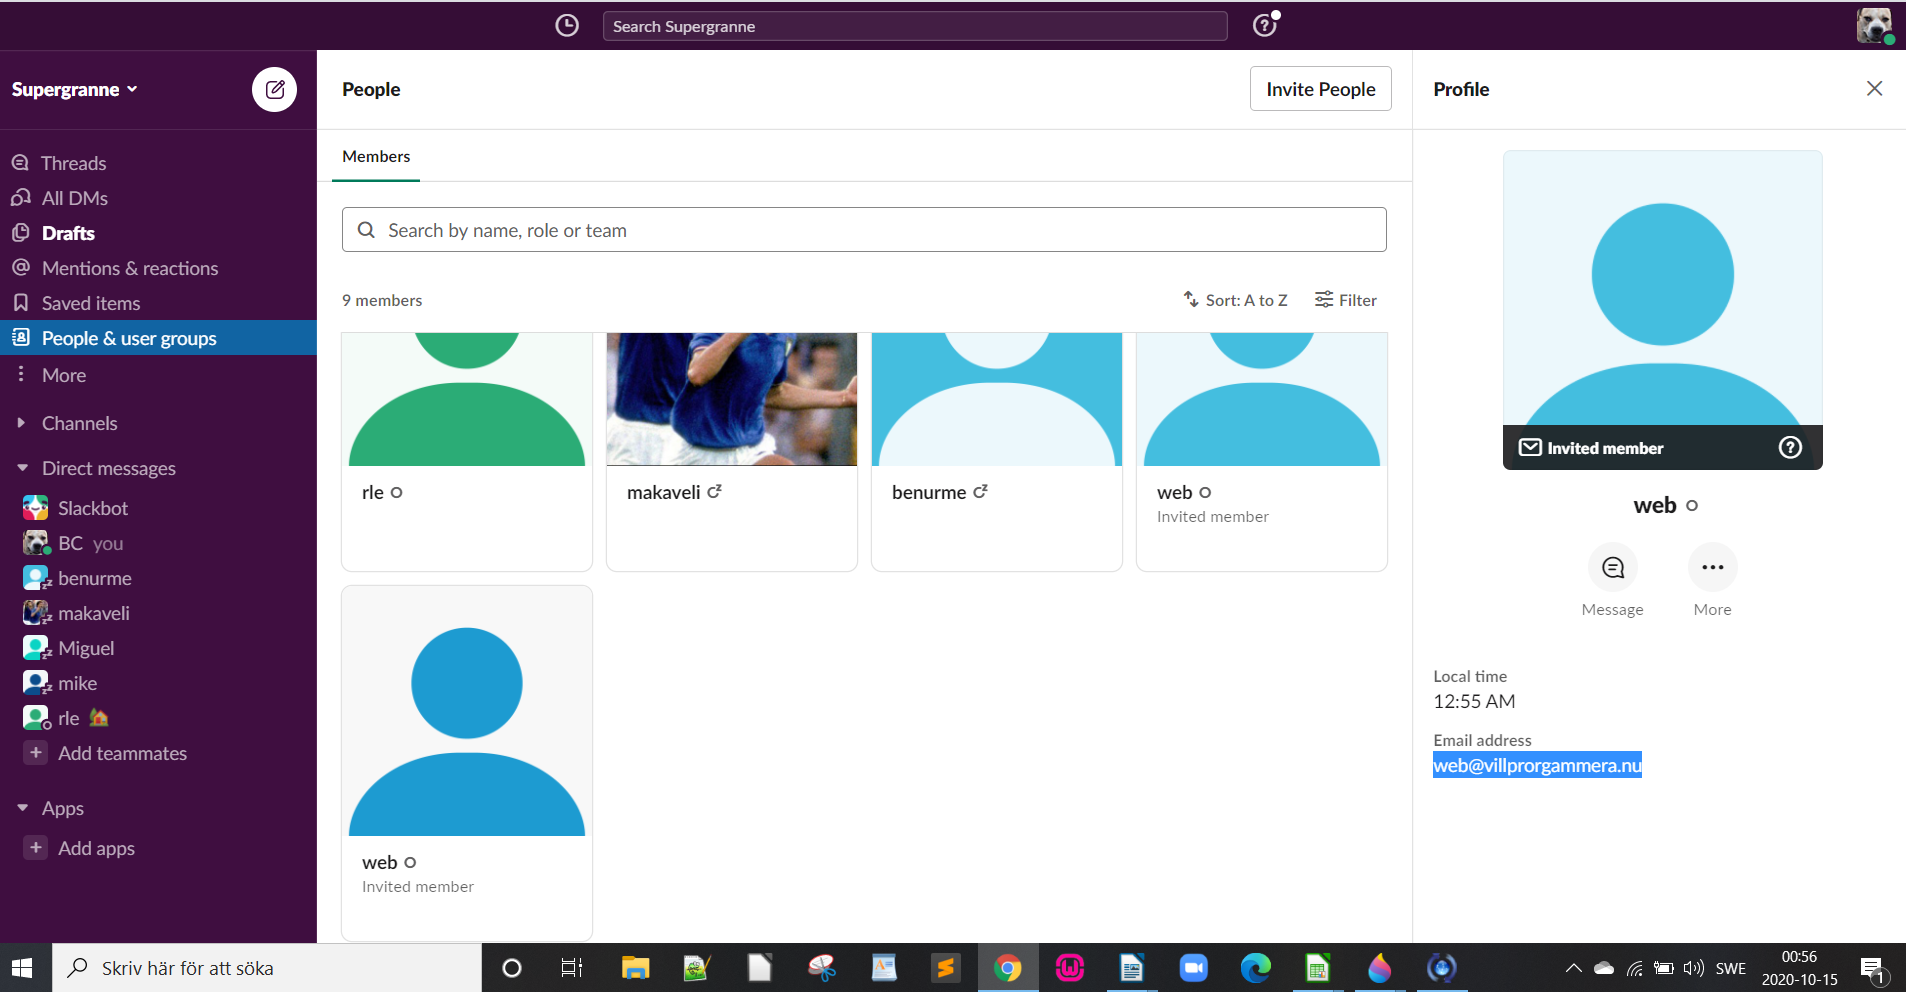 Search Supergranne
Supergranne
Threads
All DMs
Drafts
Mentions & reactions
Saved items
People & user groups
More
Channels
Direct messages
Slackbot
BC you
benurme
makaveli
Miguel
mike
rle
Add teammates
Apps
Add apps
People
Invite People
Members
Search by name, role or team
9 members
Sort: A to Z
Filter
rle
makaveli
benurme
web
Invited member
web
Invited member
Profile
Invited member
web
Message
More
Local time
12:55 AM
Email address
web@villprorgammera.nu
Skriv här för att söka
SWE
00:56
2020-10-15
1